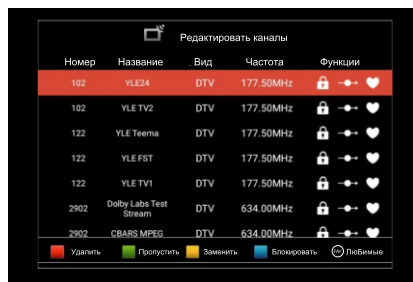 Редактировать каналы
Номер Название Вид Частота Функции
102 YLE24 DTV 177.50MHz
102 YLE TV2 DTV 177.50MHz
122 YLE Teema DTV 177.50MHz
122 YLE FST DTV 177.50MHz
122 YLE TV1 DTV 177.50MHz
2902 Dolby Labs Test Stream DTV 634.00MHz
2902 CBARS MPEG DTV 634.00MHz
Удалить Пропустить Заменить Блокировать ЛюБимые